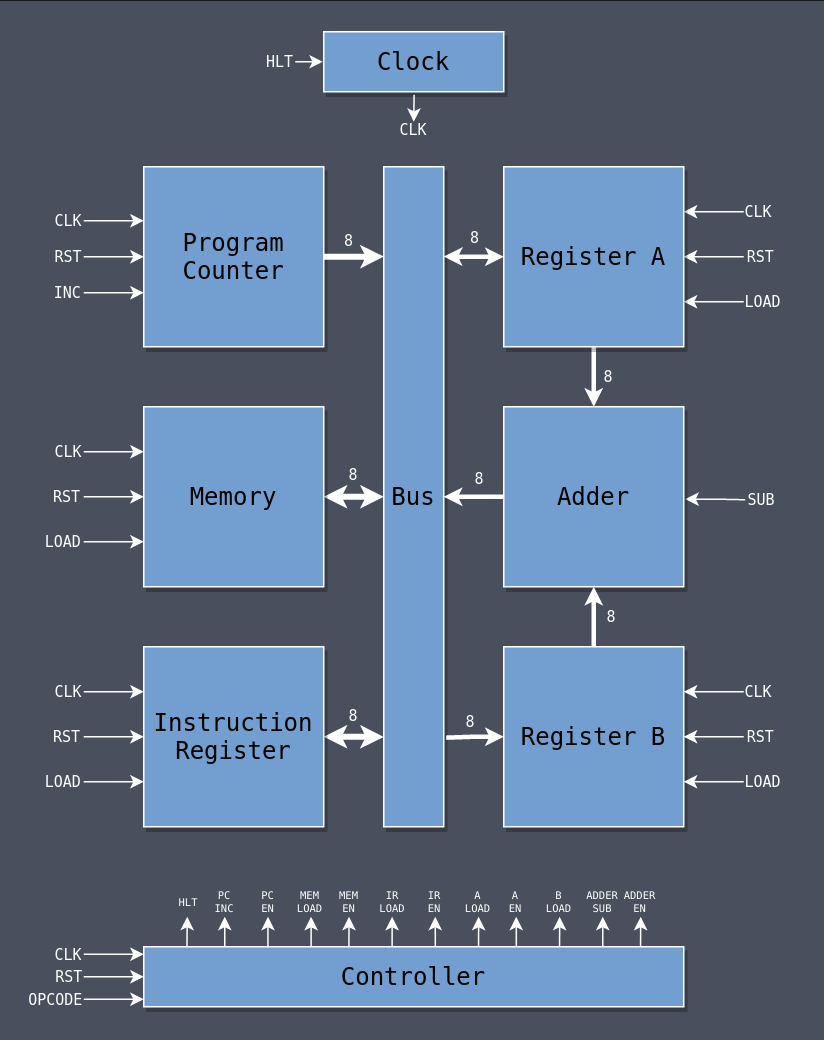 Clock
HLT
CLK
Program
Counter
CLK
RST
INC
8
8
Register A
CLK
RST
LOAD
8
Memory
CLK
RST
LOAD
8
Bus
8
Adder
SUB
8
Instruction
Register
CLK
RST
LOAD
8
8
Register B
CLK
RST
LOAD
HLT
PC
INC
PC
EN
MEM
LOAD
MEM
EN
IR
LOAD
IR
EN
A
LOAD
A
EN
B
LOAD
ADDER
SUB
ADDER
EN
CLK
RST
OPCODE
Controller